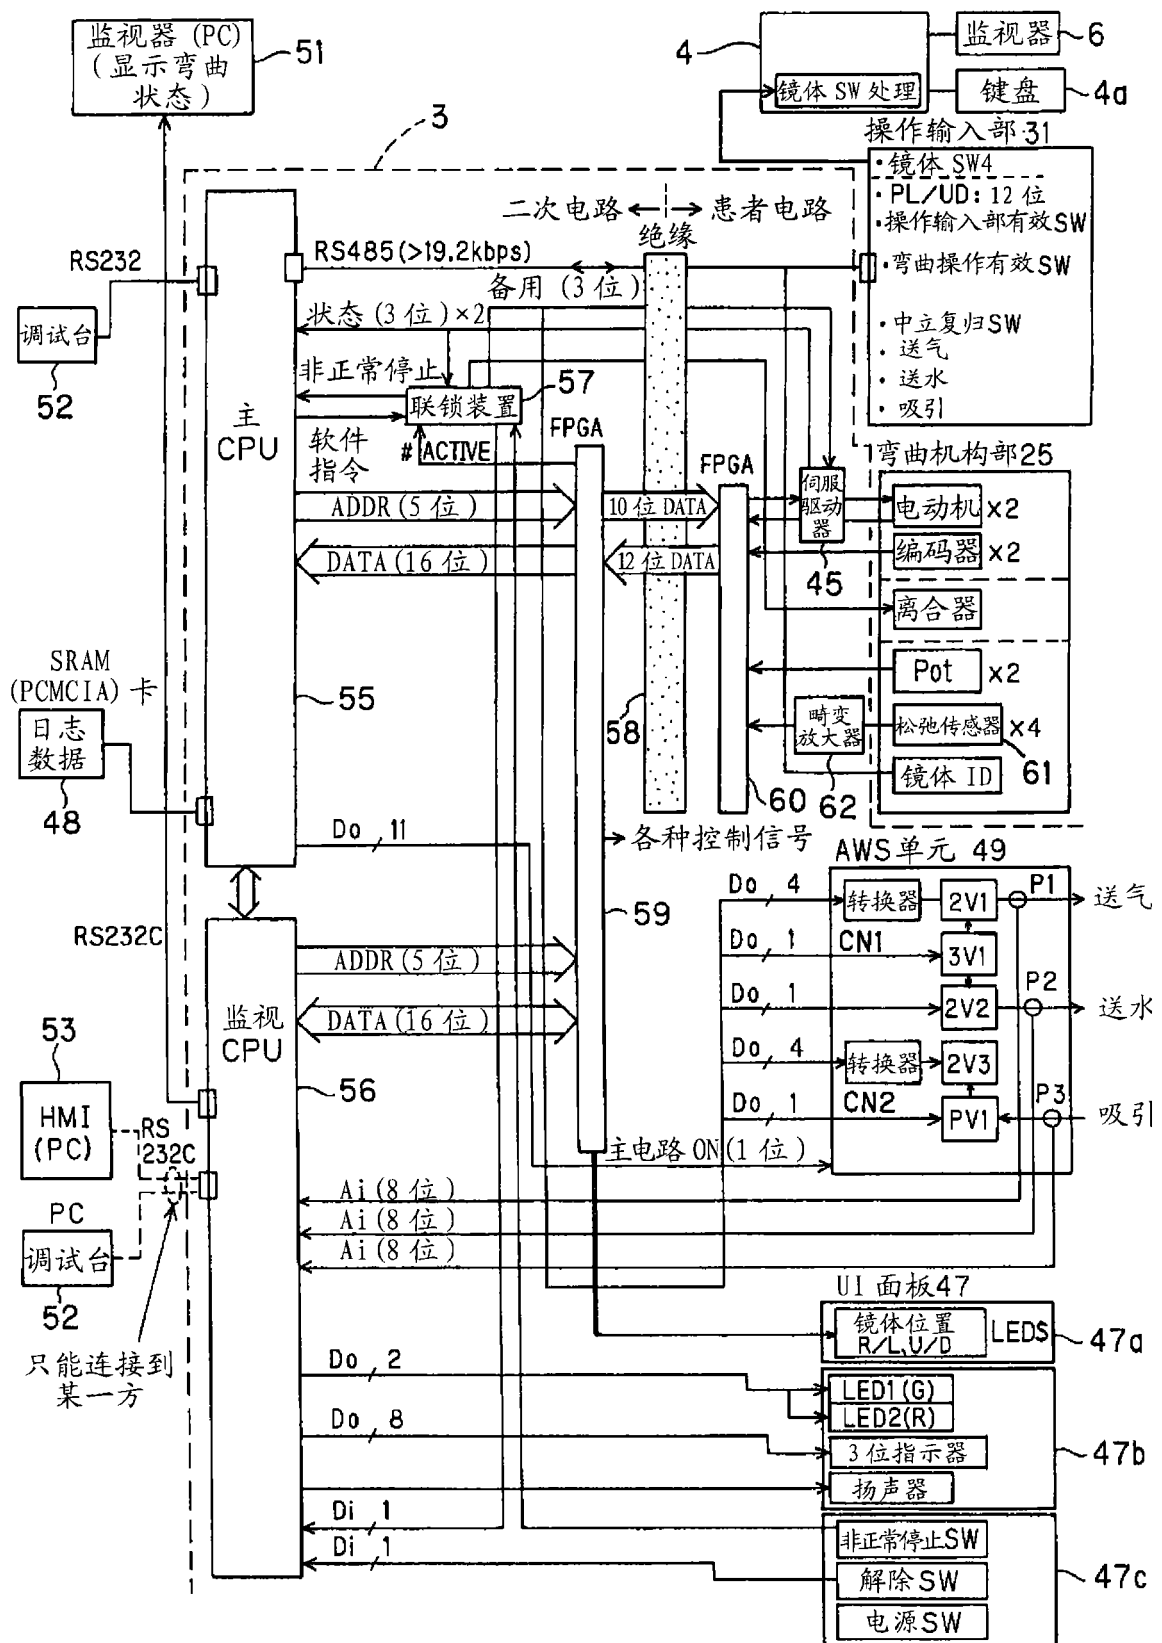 监视器 (PC)
(显示弯曲
状态)
51
4
镜体 SW 处理
监视器
6
键盘
4a
3
操作输入部 31
·镜体 SW4
·PL/UD: 12 位
·操作输入部有效SW
·弯曲操作有效SW
·中立复归SW
·送气
·送水
·吸引
二次电路
患者电路
绝缘
RS232
RS485(>19.2kbps)
备用 (3 位)
调试台
52
状态 (3 位)×2
非正常停止
联锁装置
57
主
CPU
软件
指令
# ACTIVE
FPGA
FPGA
ADDR (5 位)
10 位 DATA
DATA (16 位)
12 位 DATA
伺服
驱动
器
45
弯曲机构部25
电动机
×2
编码器
×2
离合器
Pot
×2
畸变
放大器
62
松弛传感器
×4
61
镜体 ID
SRAM
(PCMCIA) 卡
日志
数据
48
55
58
60
Do 11
各种控制信号
59
AWS 单元 49
Do 4
转换器
2V1
P1
送气
Do 1
CN1
3V1
Do 1
2V2
P2
送水
Do 4
转换器
2V3
Do 1
CN2
PV1
P3
吸引
RS232C
ADDR (5 位)
DATA (16 位)
监视
CPU
56
53
HMI
(PC)
RS
232C
主电路 ON (1 位)
Ai (8 位)
Ai (8 位)
Ai (8 位)
PC
调试台
52
只能连接到
某一方
UI 面板47
镜体位置
R/L,U/D
LEDS
47a
Do 2
LED1(G)
LED2(R)
Do 8
3 位指示器
47b
扬声器
Di 1
Di 1
非正常停止SW
解除 SW
47c
电源 SW